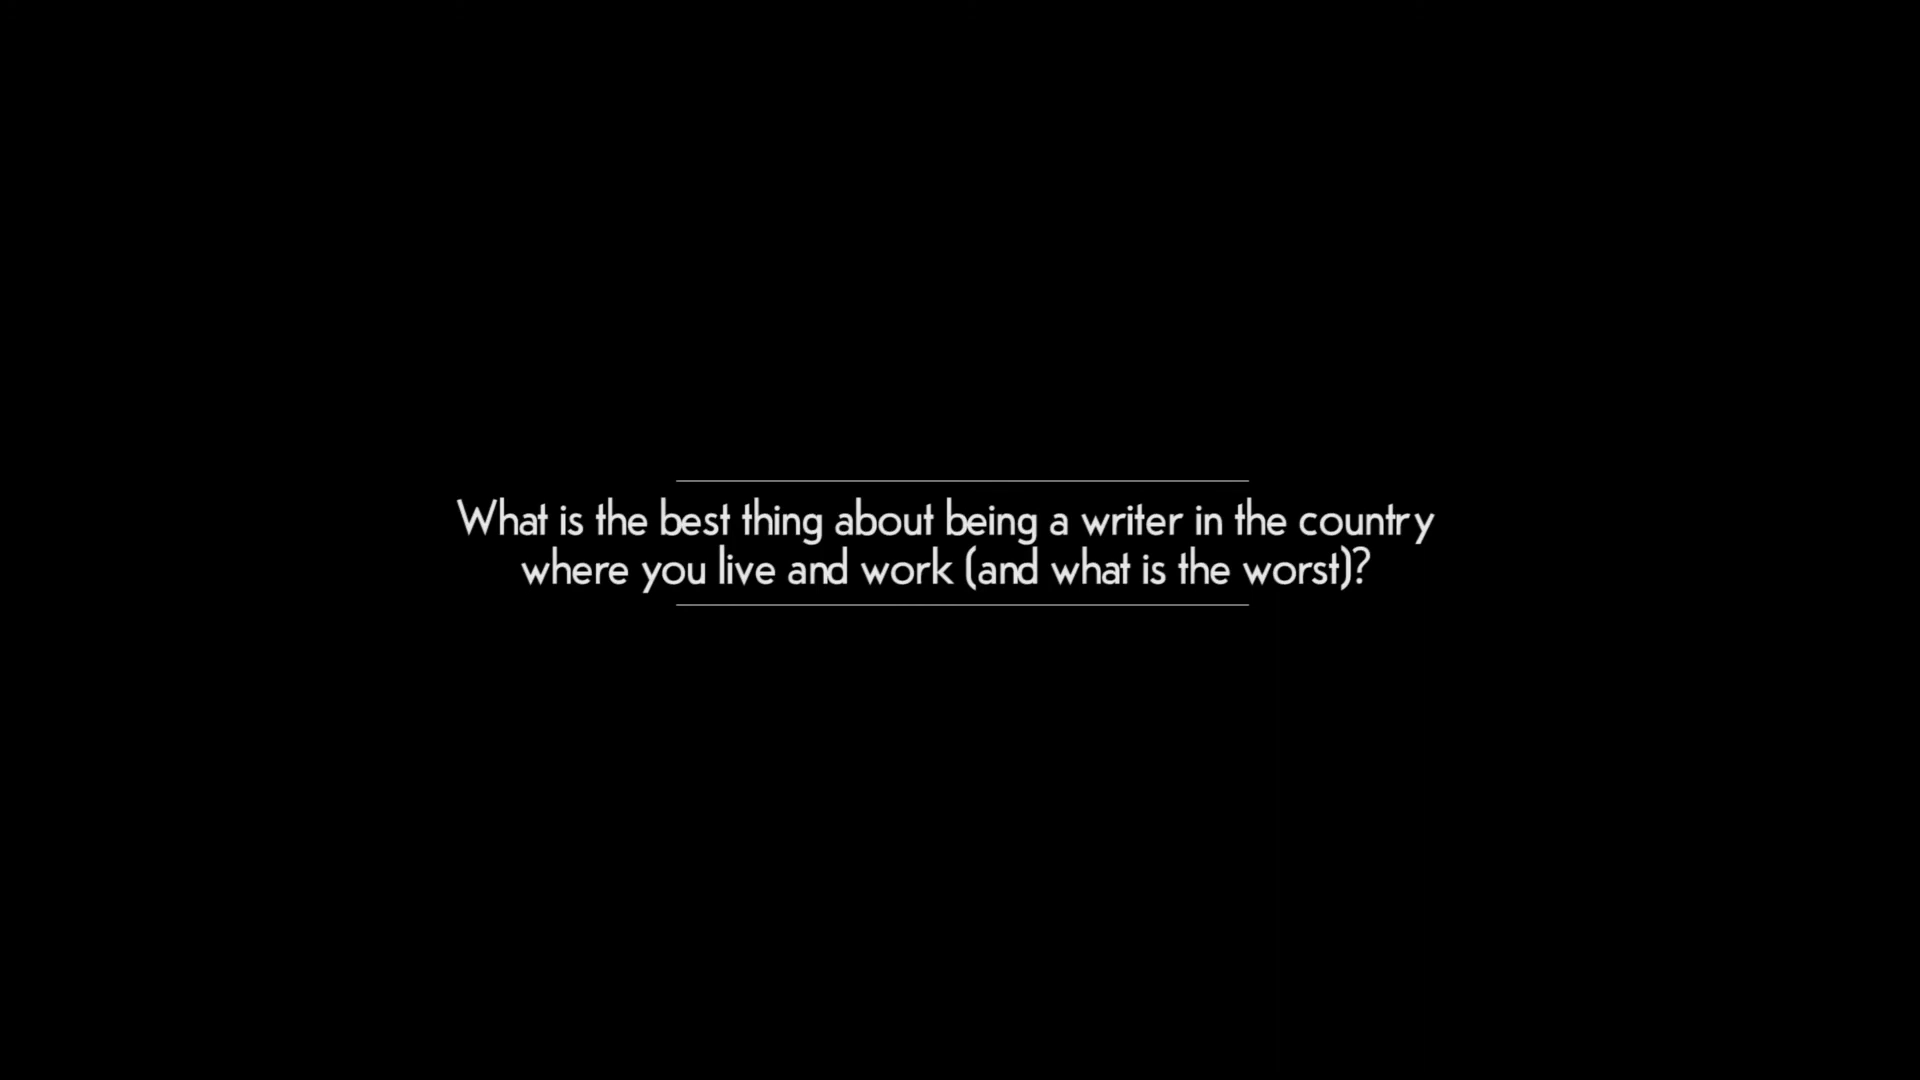 What is the best thing about being a writer in the country
where you live and work (and what is the worst)?